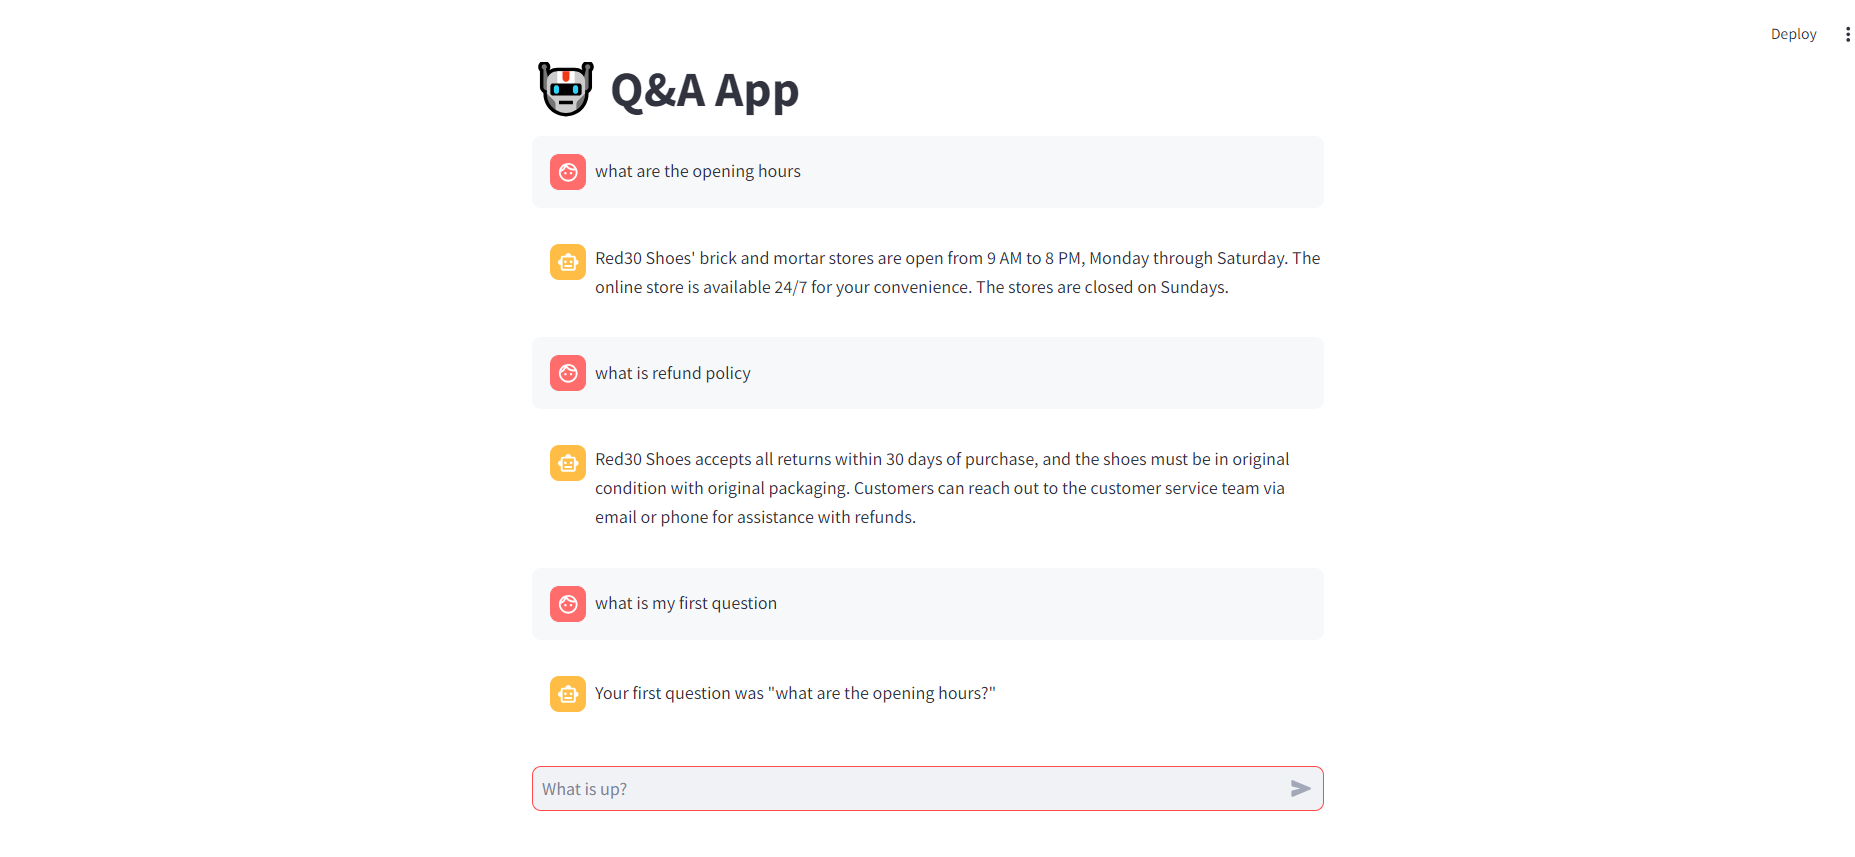 Deploy
Q&A App
what are the opening hours
Red30 Shoes' brick and mortar stores are open from 9 AM to 8 PM, Monday through Saturday. The
online store is available 24/7 for your convenience. The stores are closed on Sundays.
what is refund policy
Red30 Shoes accepts all returns within 30 days of purchase, and the shoes must be in original
condition with original packaging. Customers can reach out to the customer service team via
email or phone for assistance with refunds.
what is my first question
Your first question was "what are the opening hours?"
What is up?